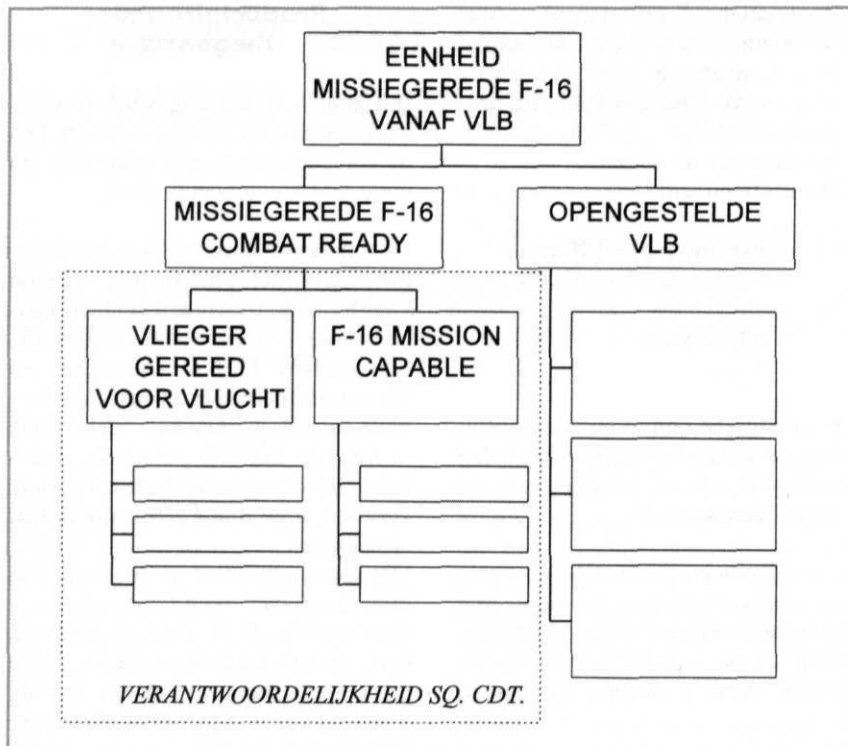 EENHEID
MISSIEGEREDE F-16
VANAF VLB
MISSIEGEREDE F-16
COMBAT READY
OPENGESTELDE
VLB
VLIEGER
GEREED
VOOR VLUCHT
F-16 MISSION
CAPABLE
VERANTWOORDELIJKHEID SQ. CDT.